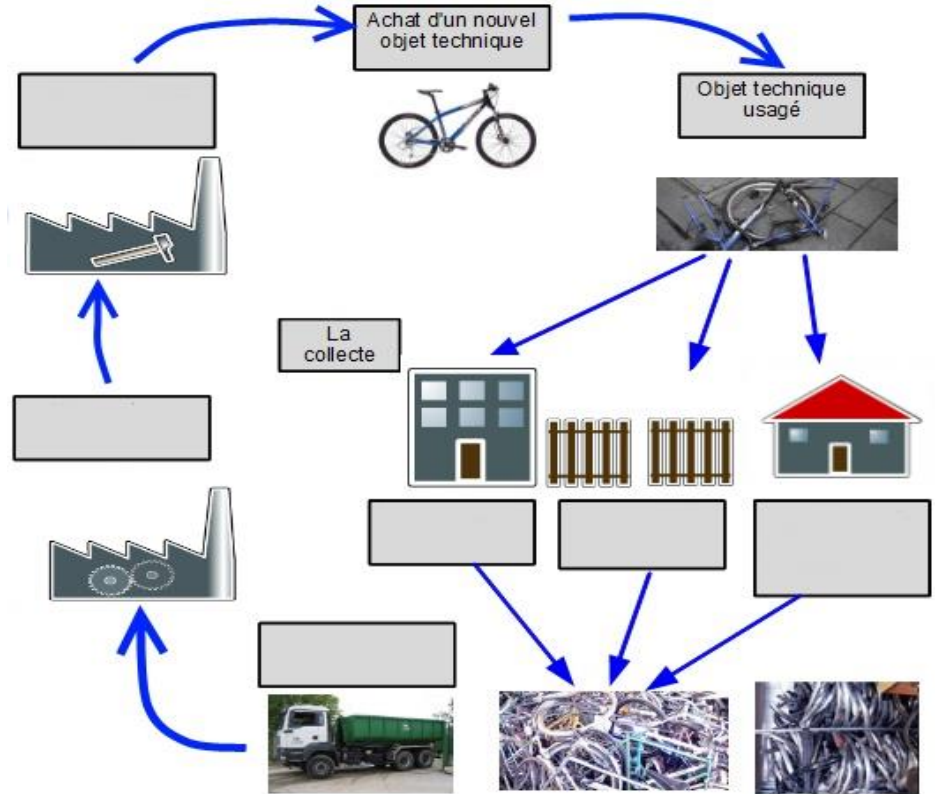 Achat d'un nouvel
objet technique
Objet technique
usagé
La
collecte